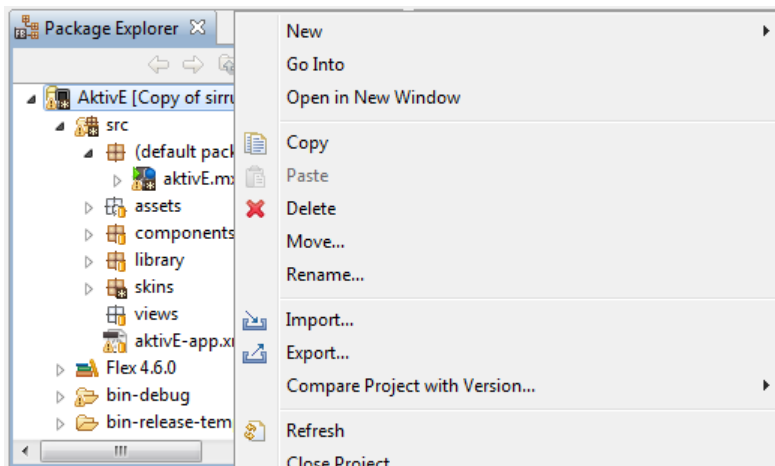 Package Explorer
AktivE [Copy of sirru
src
(default pack
aktivE.mx
assets
components
library
skins
views
aktivE-app.x
Flex 4.6.0
bin-debug
bin-release-tem
New
Go Into
Open in New Window
Copy
Paste
Delete
Move...
Rename...
Import...
Export...
Compare Project with Version...
Refresh
Close Project